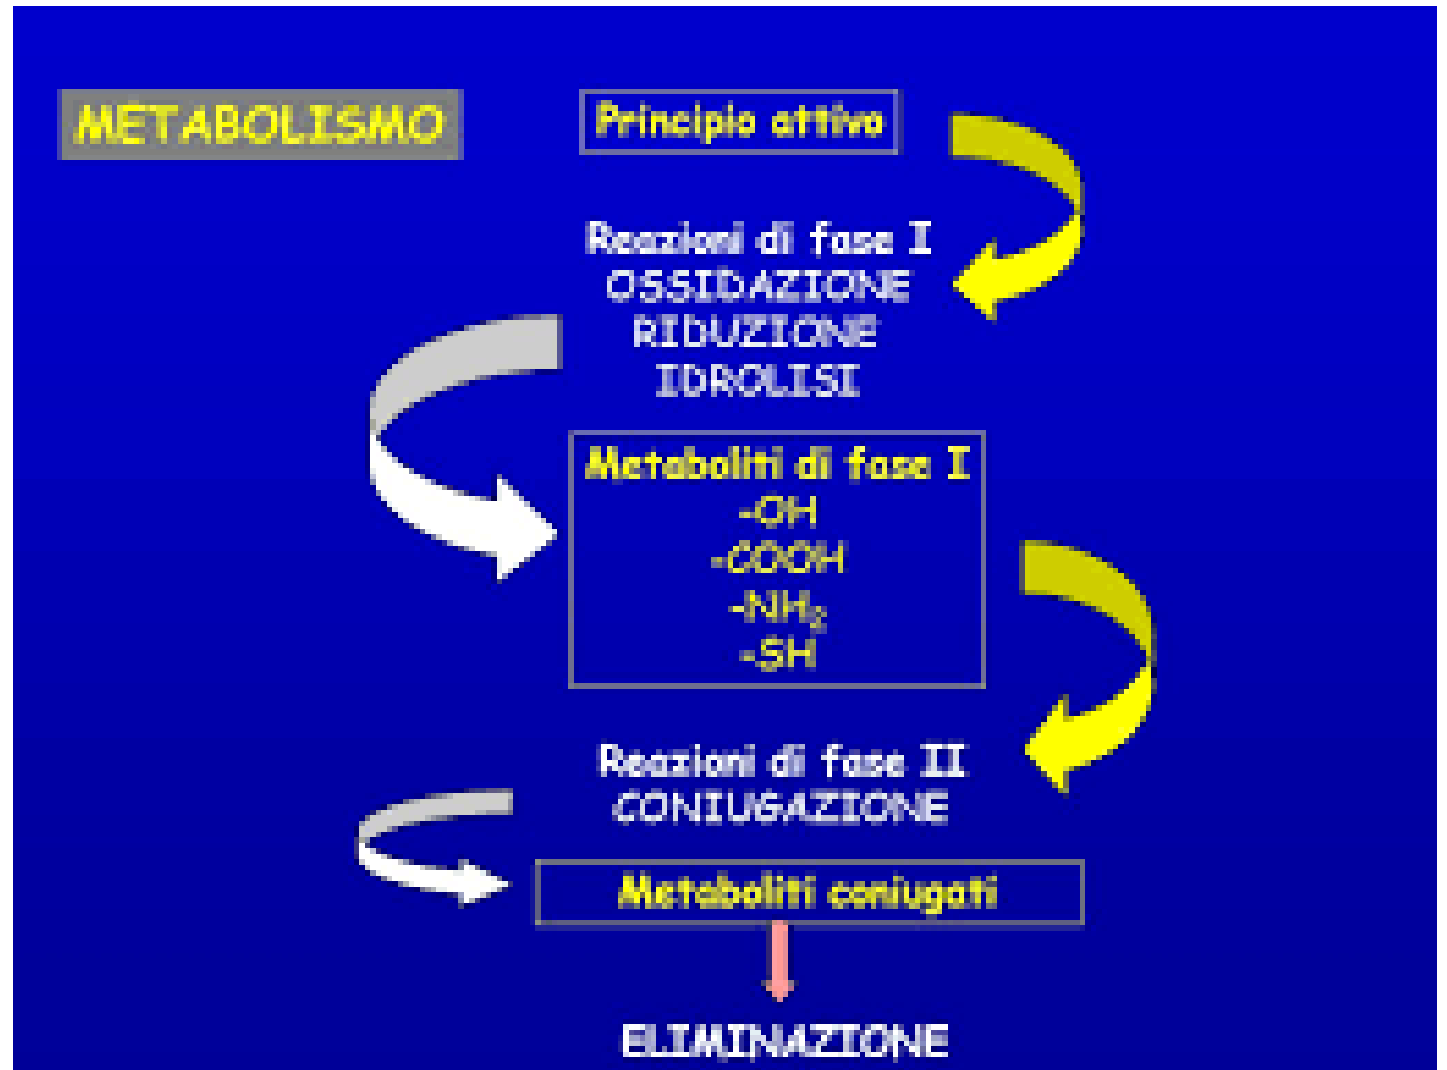 METABOLISMO
Principio attivo
Reazioni di fase I
OSSIDAZIONE
RIDUZIONE
IDROLISI
Metaboliti di fase I
-OH
-COOH
-NH₂
-SH
Reazioni di fase II
CONIUGAZIONE
Metaboliti coniugati
ELIMINAZIONE